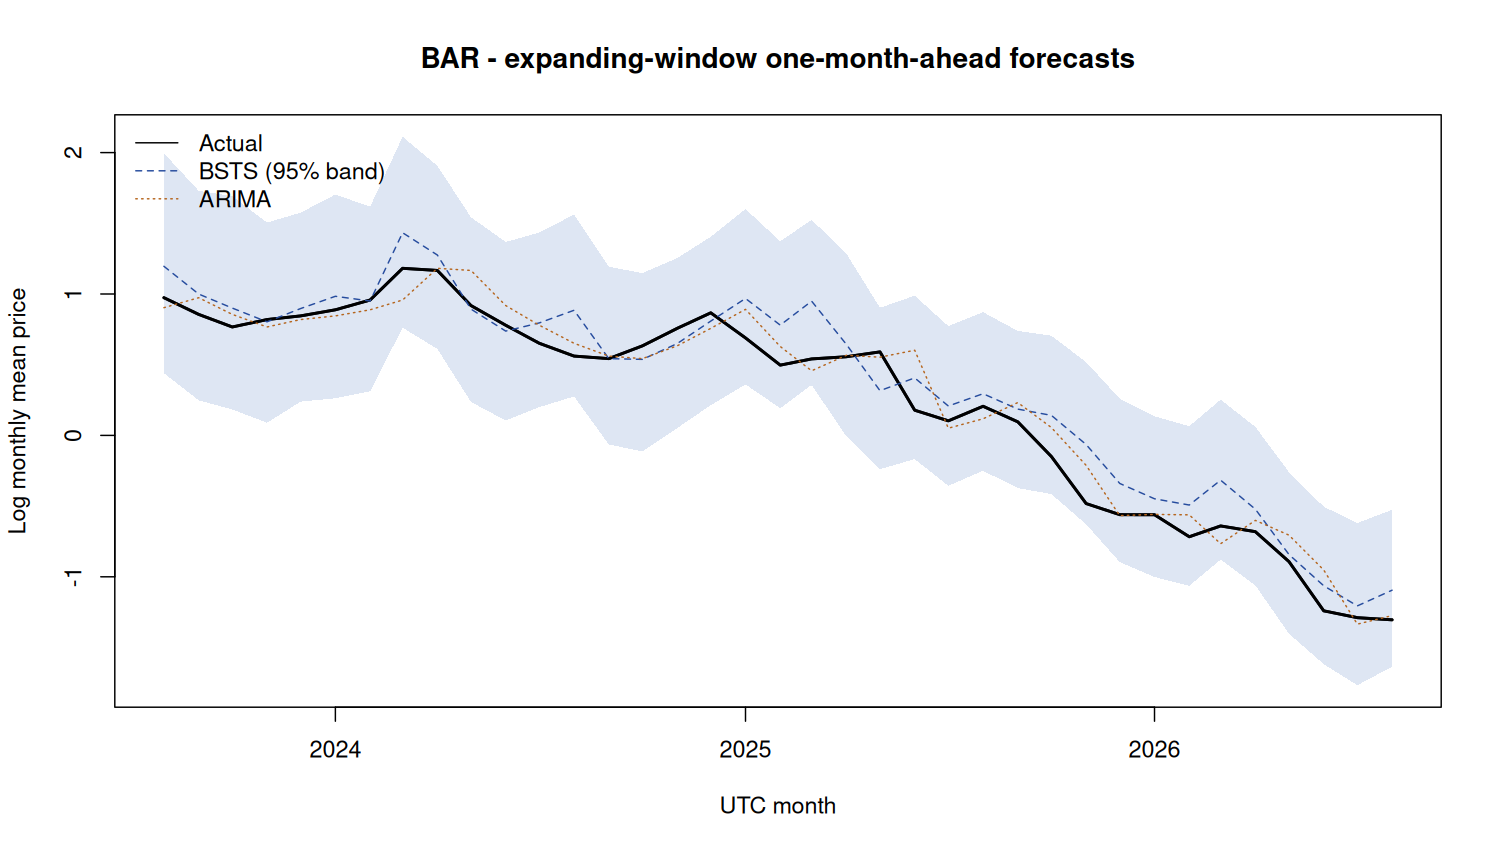 BAR - expanding-window one-month-ahead forecasts
Actual
BSTS (95% band)
ARIMA
2
1
0
-1
Log monthly mean price
2024
2025
2026
UTC month